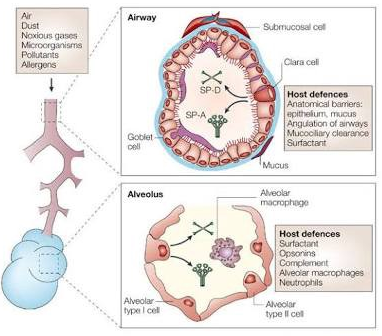 Air
Dust
Noxious gases
Microorganisms
Pollutants
Allergens
Airway
Submucosal cell
Clara cell
SP-D
SP-A
Host defences
Anatomical barriers:
epithelium, mucus
Angulation of airways
Mucociliary clearance
Surfactant
Goblet
cell
Mucus
Alveolus
Alveolar
macrophage
Host defences
Surfactant
Opsonins
Complement
Alveolar macrophages
Neutrophils
Alveolar
type I cell
Alveolar
type II cell